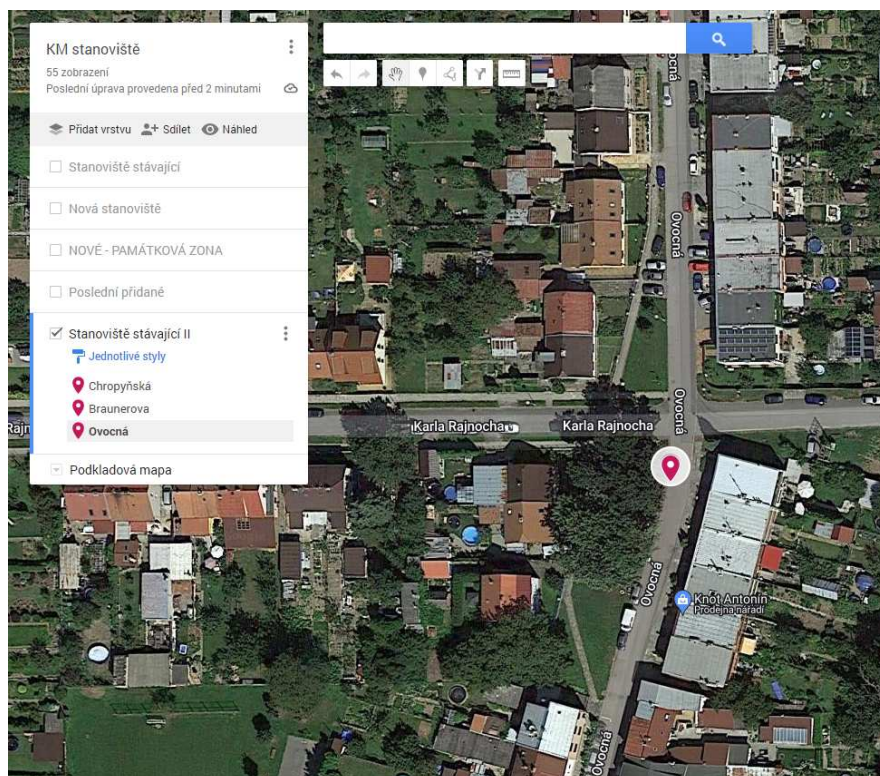 KM stanoviště
55 zobrazení
Poslední úprava provedena před 2 minutami
Přidat vrstvu
Sdílet
Náhled
Stanoviště stávající
Nová stanoviště
NOVÉ - PAMÁTKOVÁ ZONA
Poslední přidané
Stanoviště stávající II
Jednotlivé styly
Chropyňská
Braunerova
Ovocná
Podkladová mapa
Ovocná
Ovocná
Ovocná
Karla Rajnocha
Karla Rajnocha
Ovocná
Knot Antonín
Prodejna nářadí
Ovocná